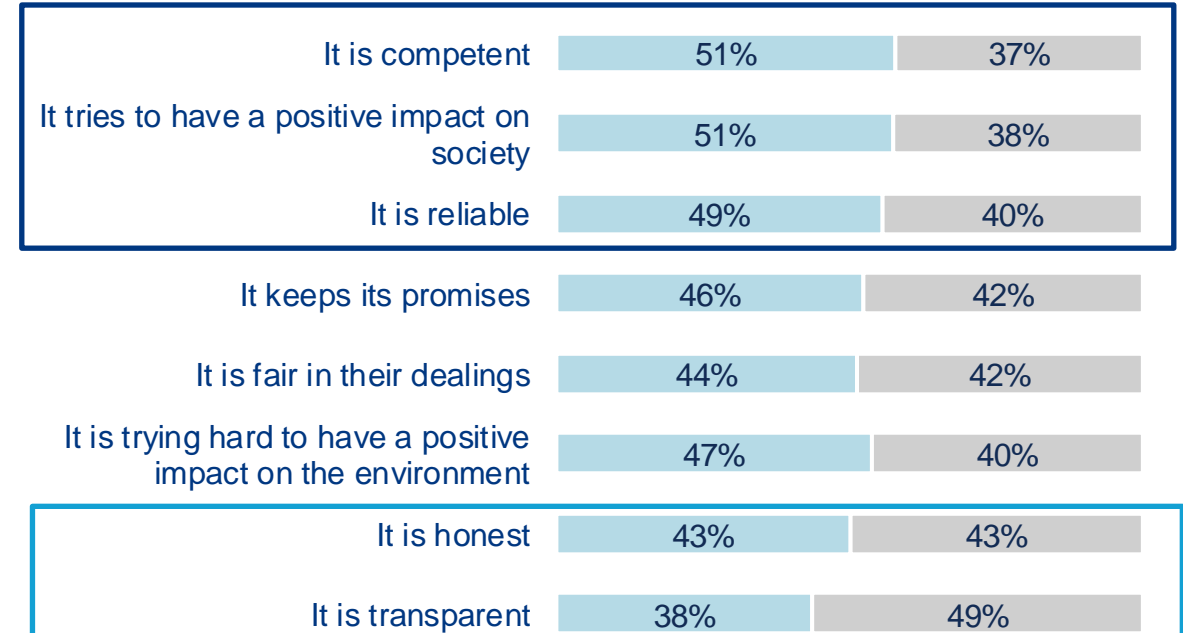 It is competent 51% 37%
It tries to have a positive impact on
society 51% 38%
It is reliable 49% 40%
It keeps its promises 46% 42%
It is fair in their dealings 44% 42%
It is trying hard to have a positive
impact on the environment 47% 40%
It is honest 43% 43%
It is transparent 38% 49%